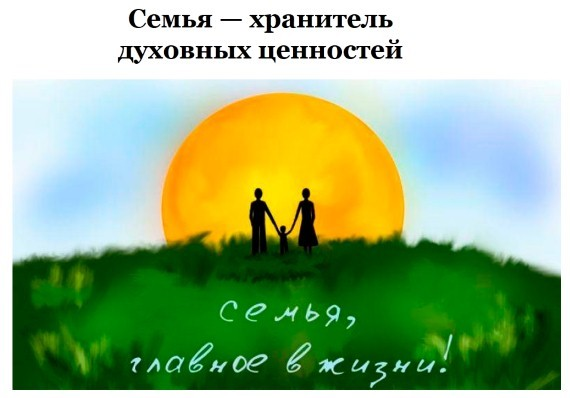 Семья — хранитель
духовных ценностей
семья,
главное в жизни!